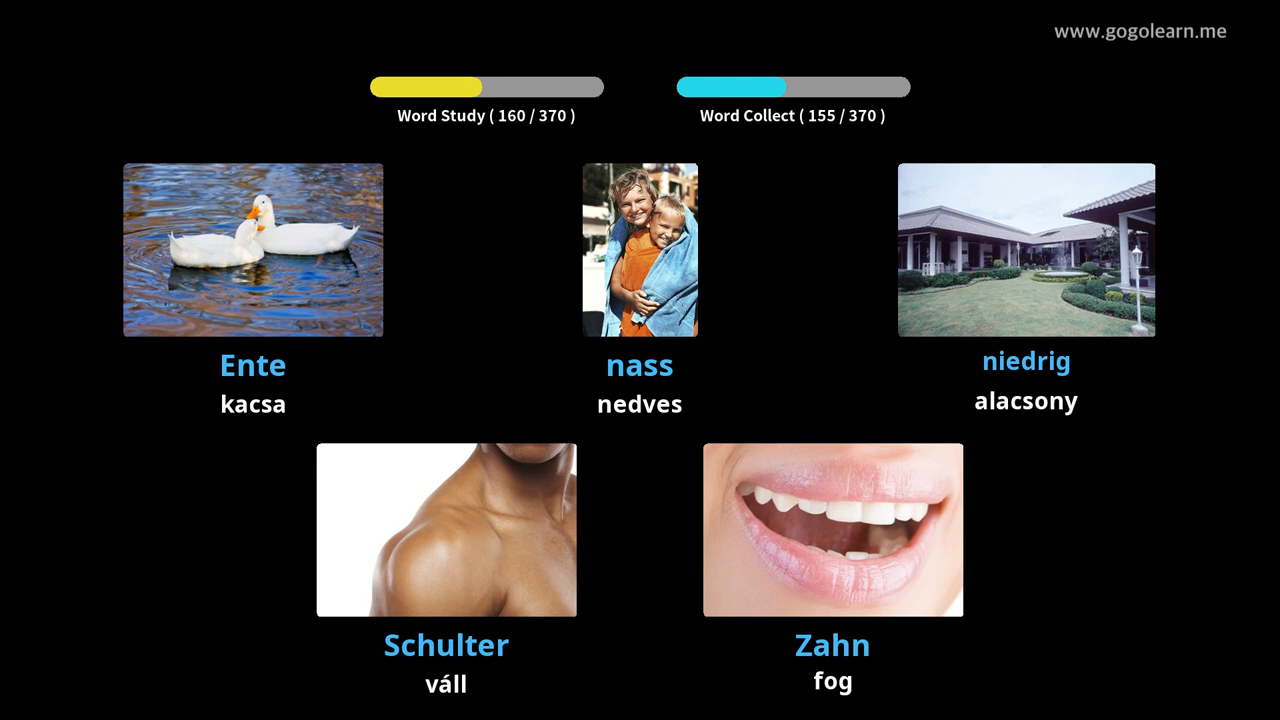 www.gogolearn.me
Word Study ( 160 / 370 )
Word Collect ( 155 / 370 )
Ente
kacsa
nass
nedves
niedrig
alacsony
Schulter
váll
Zahn
fog